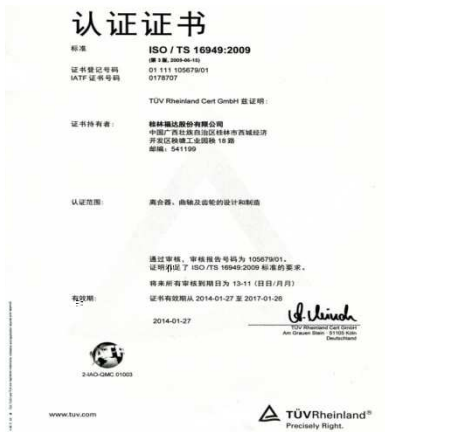 认证证书
标准
ISO / TS 16949:2009
(第 3 版, 2009-06-15)
证书登记号码
01 111 105679/01
IATF 证书号码
0178707
TÜV Rheinland Cert GmbH 兹证明:
证书持有者:
桂林福达股份有限公司
中国广西壮族自治区桂林市西城经济
开发区秧塘工业园秧 18 路
邮编: 541199
认证范围:
离合器、曲轴及齿轮的设计和制造
通过审核、审核报告号码为 105679/01。
证明满足了 ISO /TS 16949:2009 标准的要求。
将来所有审核到期日为 13-11 (日日/月月)
有效期:
证书有效期从 2014-01-27 至 2017-01-26
2014-01-27
TÜV Rheinland Cert GmbH
Am Grauen Stein · 51105 Köln
Deutschland
2-IAO-QMC 01003
www.tuv.com
TÜVRheinland®
Precisely Right.